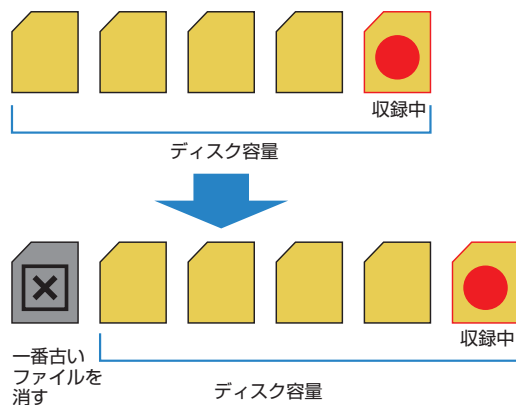 収録中
ディスク容量
収録中
一番古い
ファイルを
消す
ディスク容量